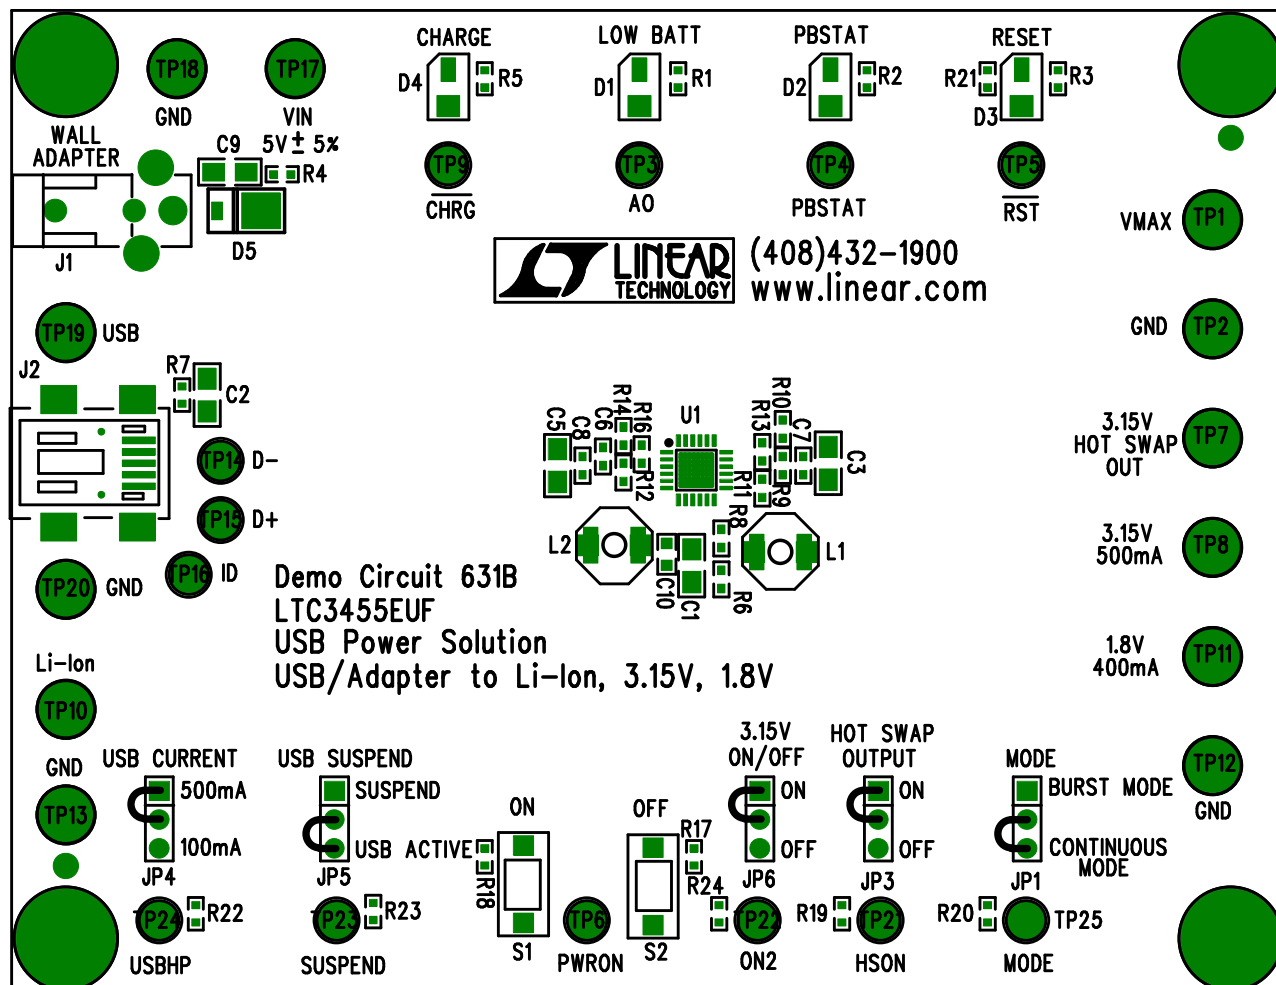 CHARGE
LOW BATT
PBSTAT
RESET
TP18
TP17
D4
R5
D1
R1
D2
R2
R21
D3
R3
GND
VIN
WALL
ADAPTER
C9
5V ± 5%
R4
TP9
TP3
TP4
TP5
CHRG
AO
PBSTAT
RST
J1
D5
VMAX
TP1
LINEAR
TECHNOLOGY
(408)432-1900
www.linear.com
TP19
USB
GND
TP2
J2
R7
C2
TP14
D-
TP15
D+
TP16
ID
TP20
GND
C5
C8
C6
R14
R16
R12
U1
R10
R13
C7
C3
R11
R9
R8
L2
L1
C10
C1
R6
3.15V
HOT SWAP
OUT
TP7
3.15V
500mA
TP8
1.8V
400mA
TP11
Demo Circuit 631B
LTC3455EUF
USB Power Solution
USB/Adapter to Li-Ion, 3.15V, 1.8V
Li-Ion
TP10
GND
TP13
TP12
GND
USB CURRENT
500mA
100mA
JP4
USB SUSPEND
SUSPEND
USB ACTIVE
JP5
ON
OFF
R18
R17
3.15V
ON/OFF
ON
OFF
JP6
HOT SWAP
OUTPUT
ON
OFF
JP3
MODE
BURST MODE
CONTINUOUS
MODE
JP1
TP24
R22
TP23
R23
S1
TP6
S2
R24
TP22
R19
TP21
R20
TP25
USBHP
SUSPEND
PWRON
ON2
HSON
MODE